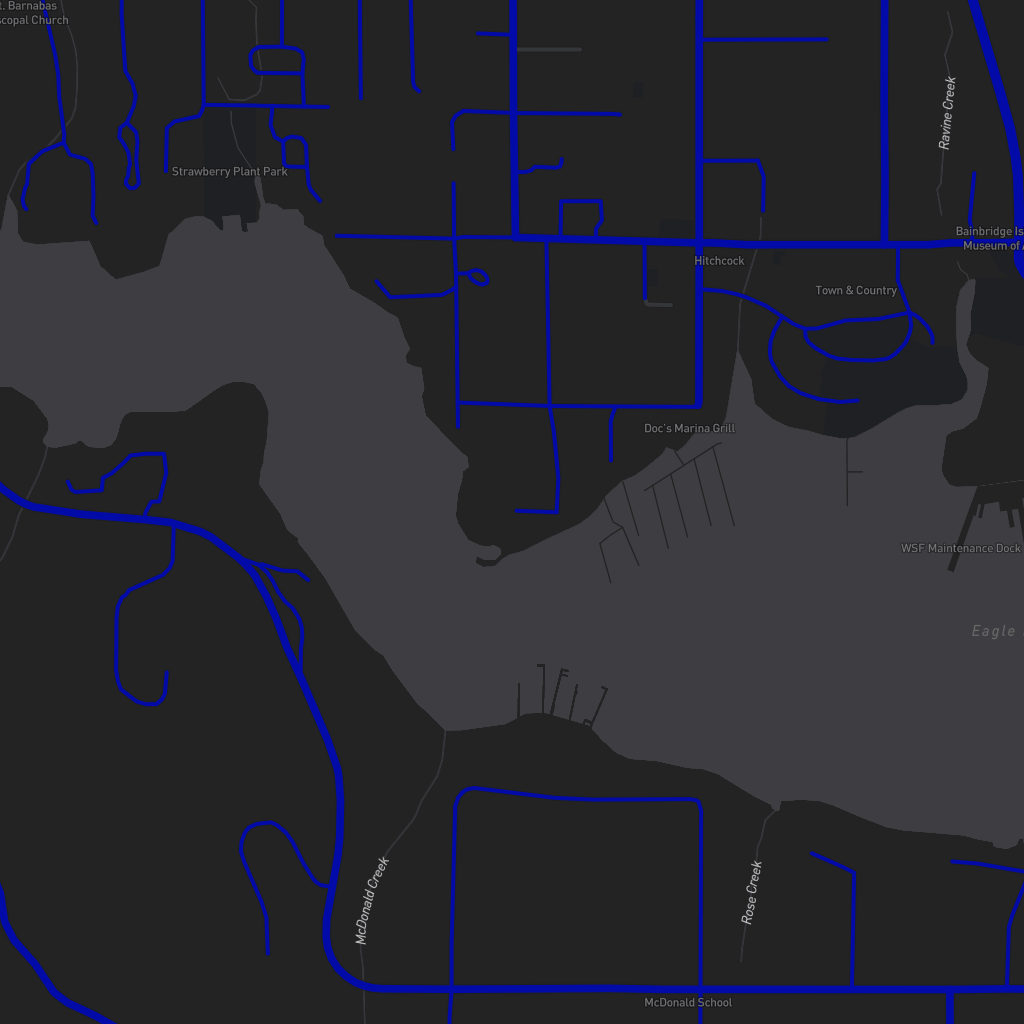 t. Barnabas
scopal Church
Strawberry Plant Park
Ravine Creek
Bainbridge Is
Museum of A
Hitchcock
Town & Country
Doc's Marina Grill
WSF Maintenance Dock
Eagle
McDonald Creek
Rose Creek
McDonald School